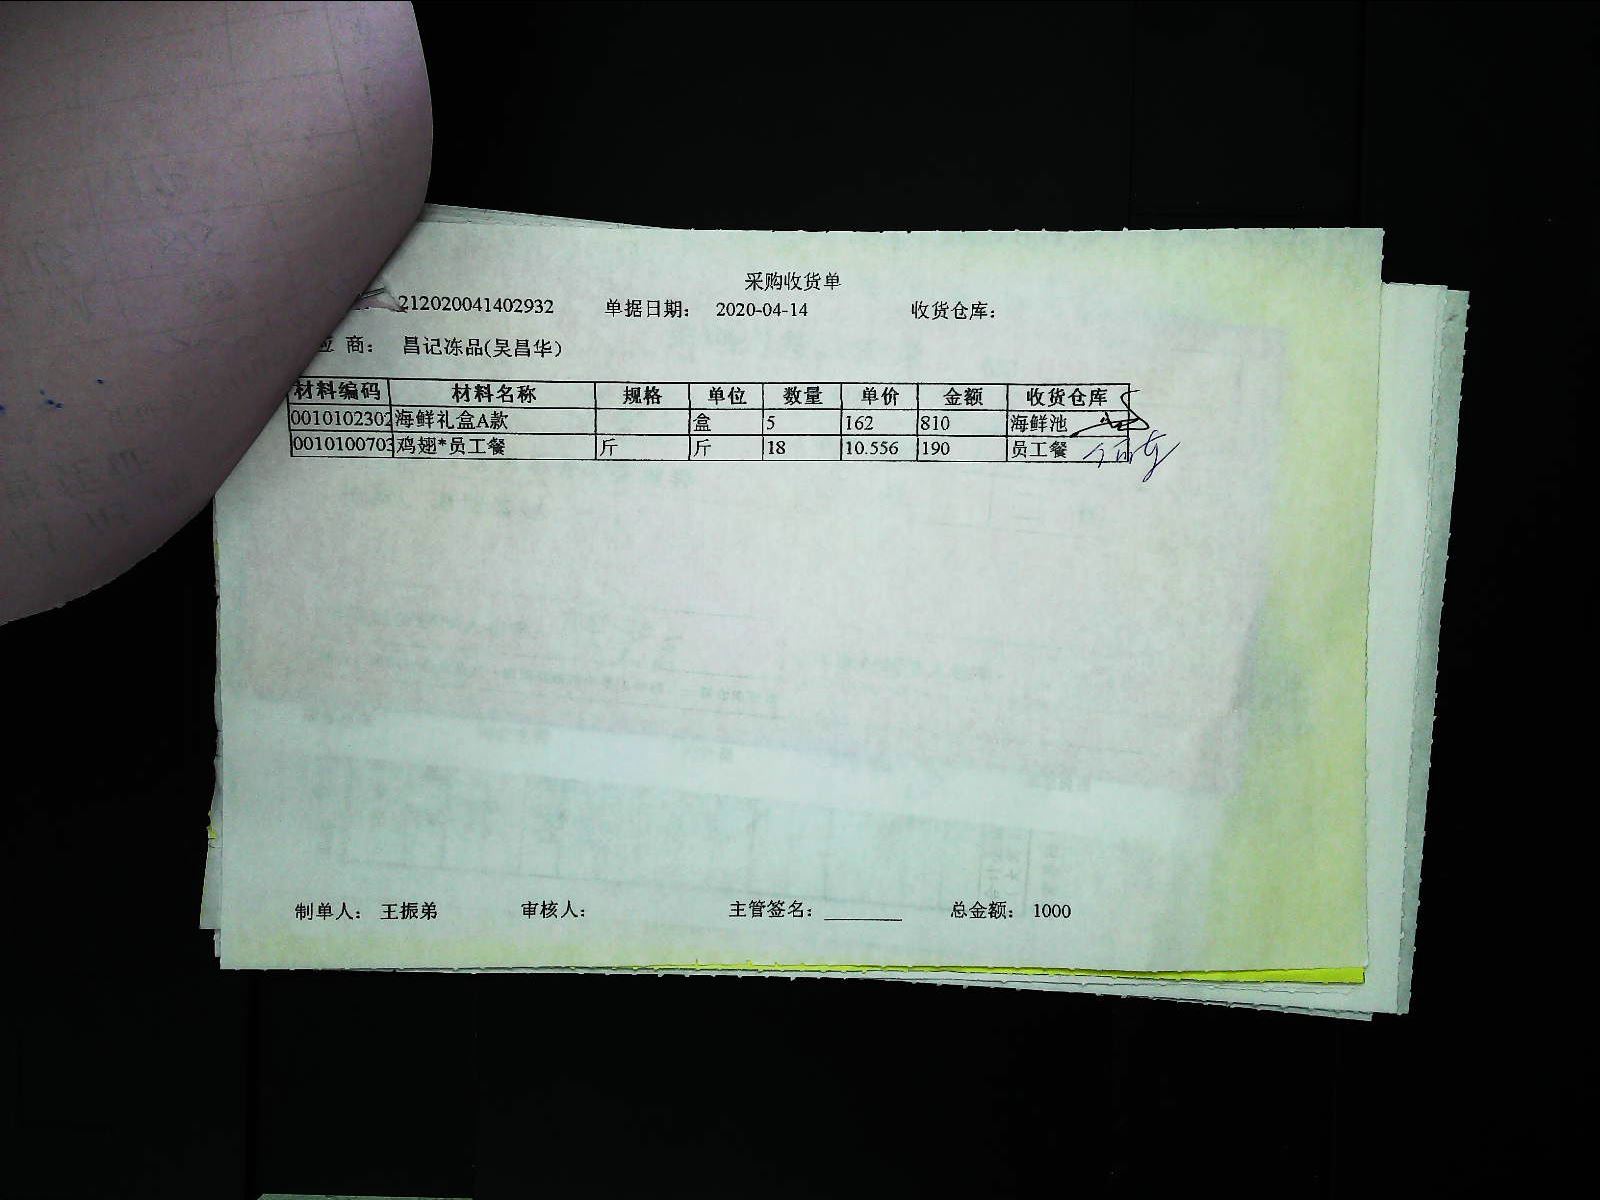 采购收货单
212020041402932 单据日期： 2020-04-14 收货仓库：
应 商： 昌记冻品(吴昌华)
材料编码 材料名称 规格 单位 数量 单价 金额 收货仓库
0010102302 海鲜礼盒A款 盒 5 162 810 海鲜池
0010100703 鸡翅*员工餐 斤 斤 18 10.556 190 员工餐
制单人： 王振弟 审核人： 主管签名：________ 总金额： 1000